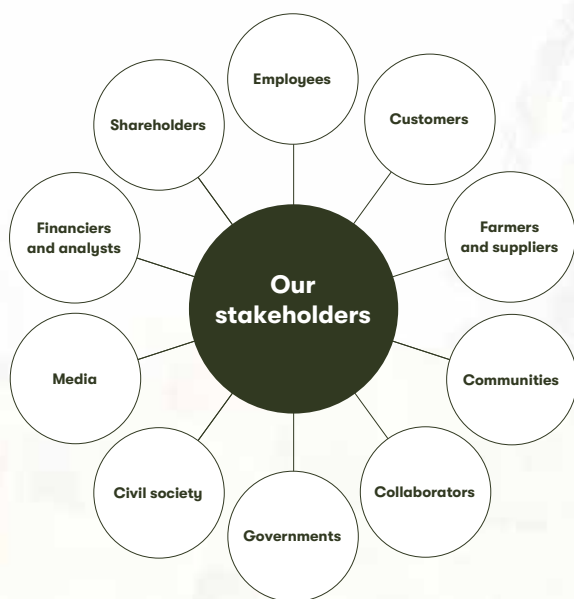 Employees
Customers
Shareholders
Farmers
and suppliers
Financiers
and analysts
Our
stakeholders
Communities
Media
Collaborators
Civil society
Governments